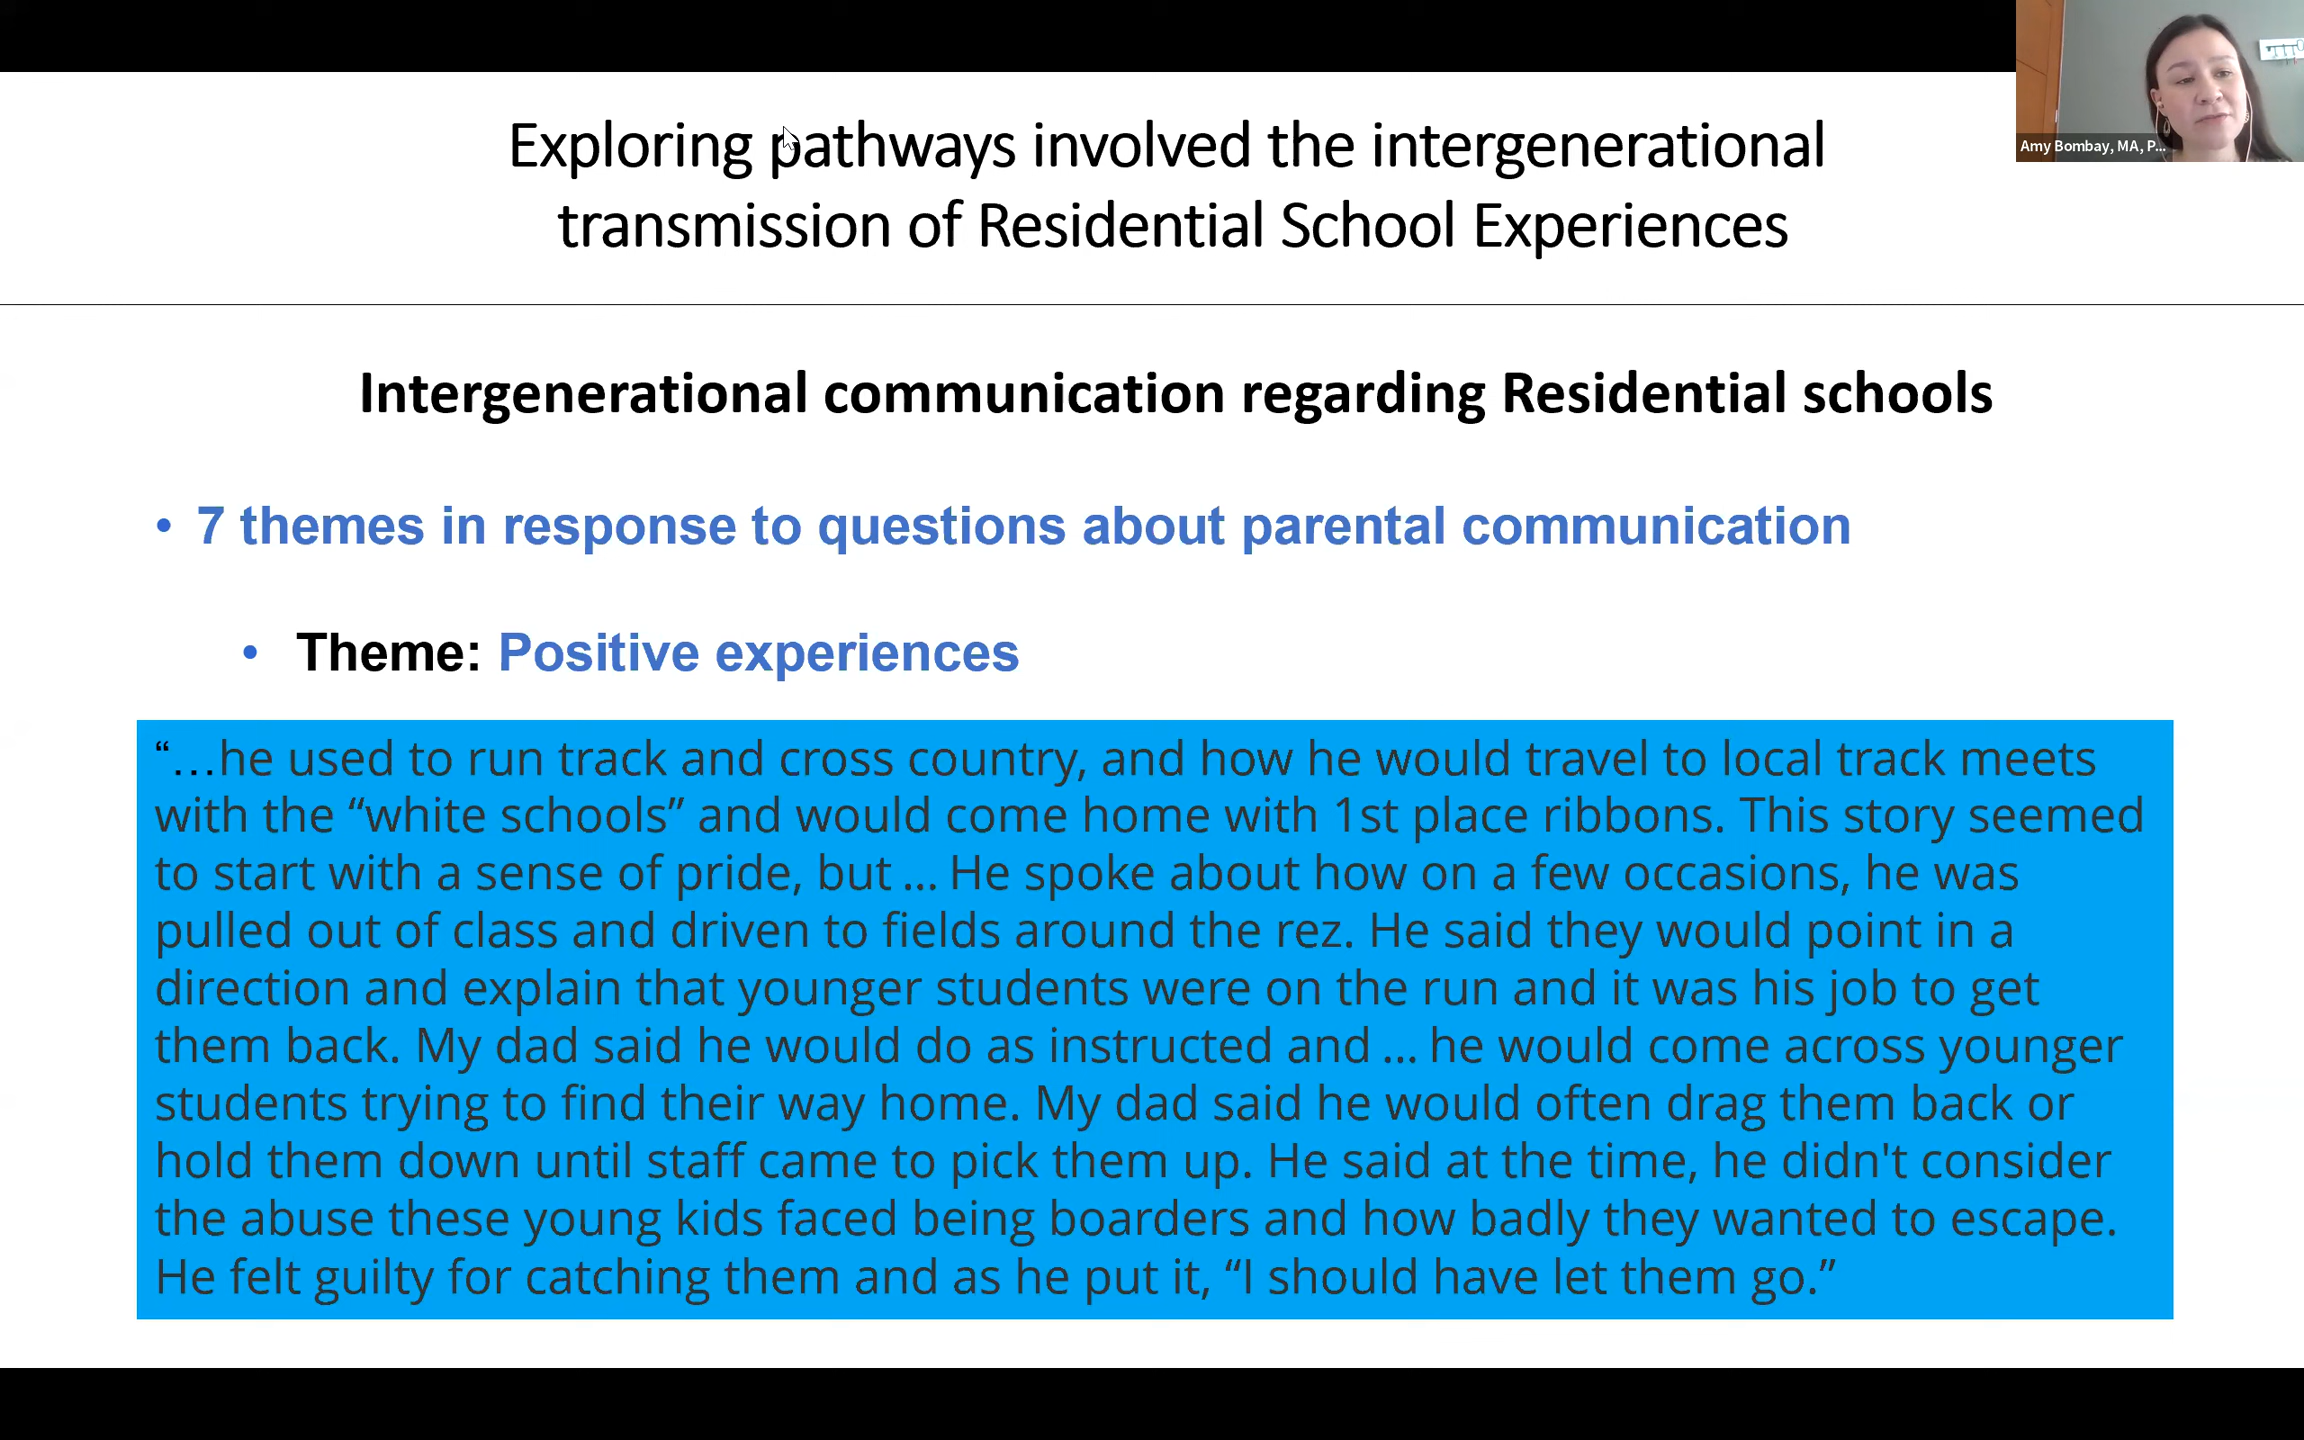 Amy Bombay, MA, P...
Exploring pathways involved the intergenerational
transmission of Residential School Experiences
Intergenerational communication regarding Residential schools
• 7 themes in response to questions about parental communication
• Theme: Positive experiences
“…he used to run track and cross country, and how he would travel to local track meets
with the “white schools” and would come home with 1st place ribbons. This story seemed
to start with a sense of pride, but … He spoke about how on a few occasions, he was
pulled out of class and driven to fields around the rez. He said they would point in a
direction and explain that younger students were on the run and it was his job to get
them back. My dad said he would do as instructed and … he would come across younger
students trying to find their way home. My dad said he would often drag them back or
hold them down until staff came to pick them up. He said at the time, he didn't consider
the abuse these young kids faced being boarders and how badly they wanted to escape.
He felt guilty for catching them and as he put it, “I should have let them go.”